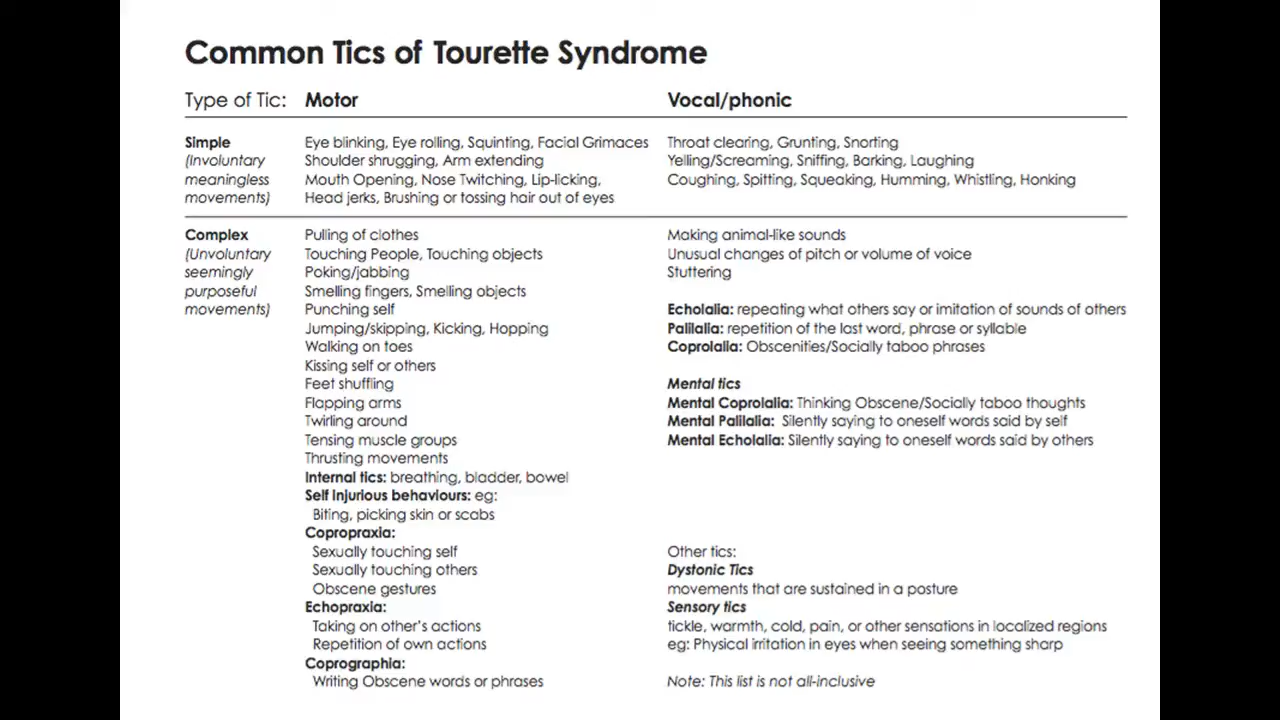 Common Tics of Tourette Syndrome
Type of Tic: Motor Vocal/phonic
Simple
(Involuntary
meaningless
movements)
Eye blinking, Eye rolling, Squinting, Facial Grimaces
Shoulder shrugging, Arm extending
Mouth Opening, Nose Twitching, Lip-licking,
Head jerks, Brushing or tossing hair out of eyes
Throat clearing, Grunting, Snorting
Yelling/Screaming, Sniffing, Barking, Laughing
Coughing, Spitting, Squeaking, Humming, Whistling, Honking
Complex
(Unvoluntary
seemingly
purposeful
movements)
Pulling of clothes
Touching People, Touching objects
Poking/jabbing
Smelling fingers, Smelling objects
Punching self
Jumping/skipping, Kicking, Hopping
Walking on toes
Kissing self or others
Feet shuffling
Flapping arms
Twirling around
Tensing muscle groups
Thrusting movements
Internal tics: breathing, bladder, bowel
Self injurious behaviours: eg:
Biting, picking skin or scabs
Copropraxia:
Sexually touching self
Sexually touching others
Obscene gestures
Echopraxia:
Taking on other's actions
Repetition of own actions
Coprographia:
Writing Obscene words or phrases
Making animal-like sounds
Unusual changes of pitch or volume of voice
Stuttering
Echolalia: repeating what others say or imitation of sounds of others
Palilalia: repetition of the last word, phrase or syllable
Coprolalia: Obscenities/Socially taboo phrases
Mental tics
Mental Coprolalia: Thinking Obscene/Socially taboo thoughts
Mental Palilalia: Silently saying to oneself words said by self
Mental Echolalia: Silently saying to oneself words said by others
Other tics:
Dystonic Tics
movements that are sustained in a posture
Sensory tics
tickle, warmth, cold, pain, or other sensations in localized regions
eg: Physical irritation in eyes when seeing something sharp
Note: This list is not all-inclusive